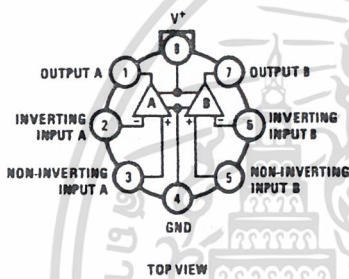 V+
8
1
7
OUTPUT A
OUTPUT B
A
B
INVERTING
INPUT A
2
-
+
+
-
6
INVERTING
INPUT B
NON-INVERTING
INPUT A
3
5
NON-INVERTING
INPUT B
4
GND
TOP VIEW